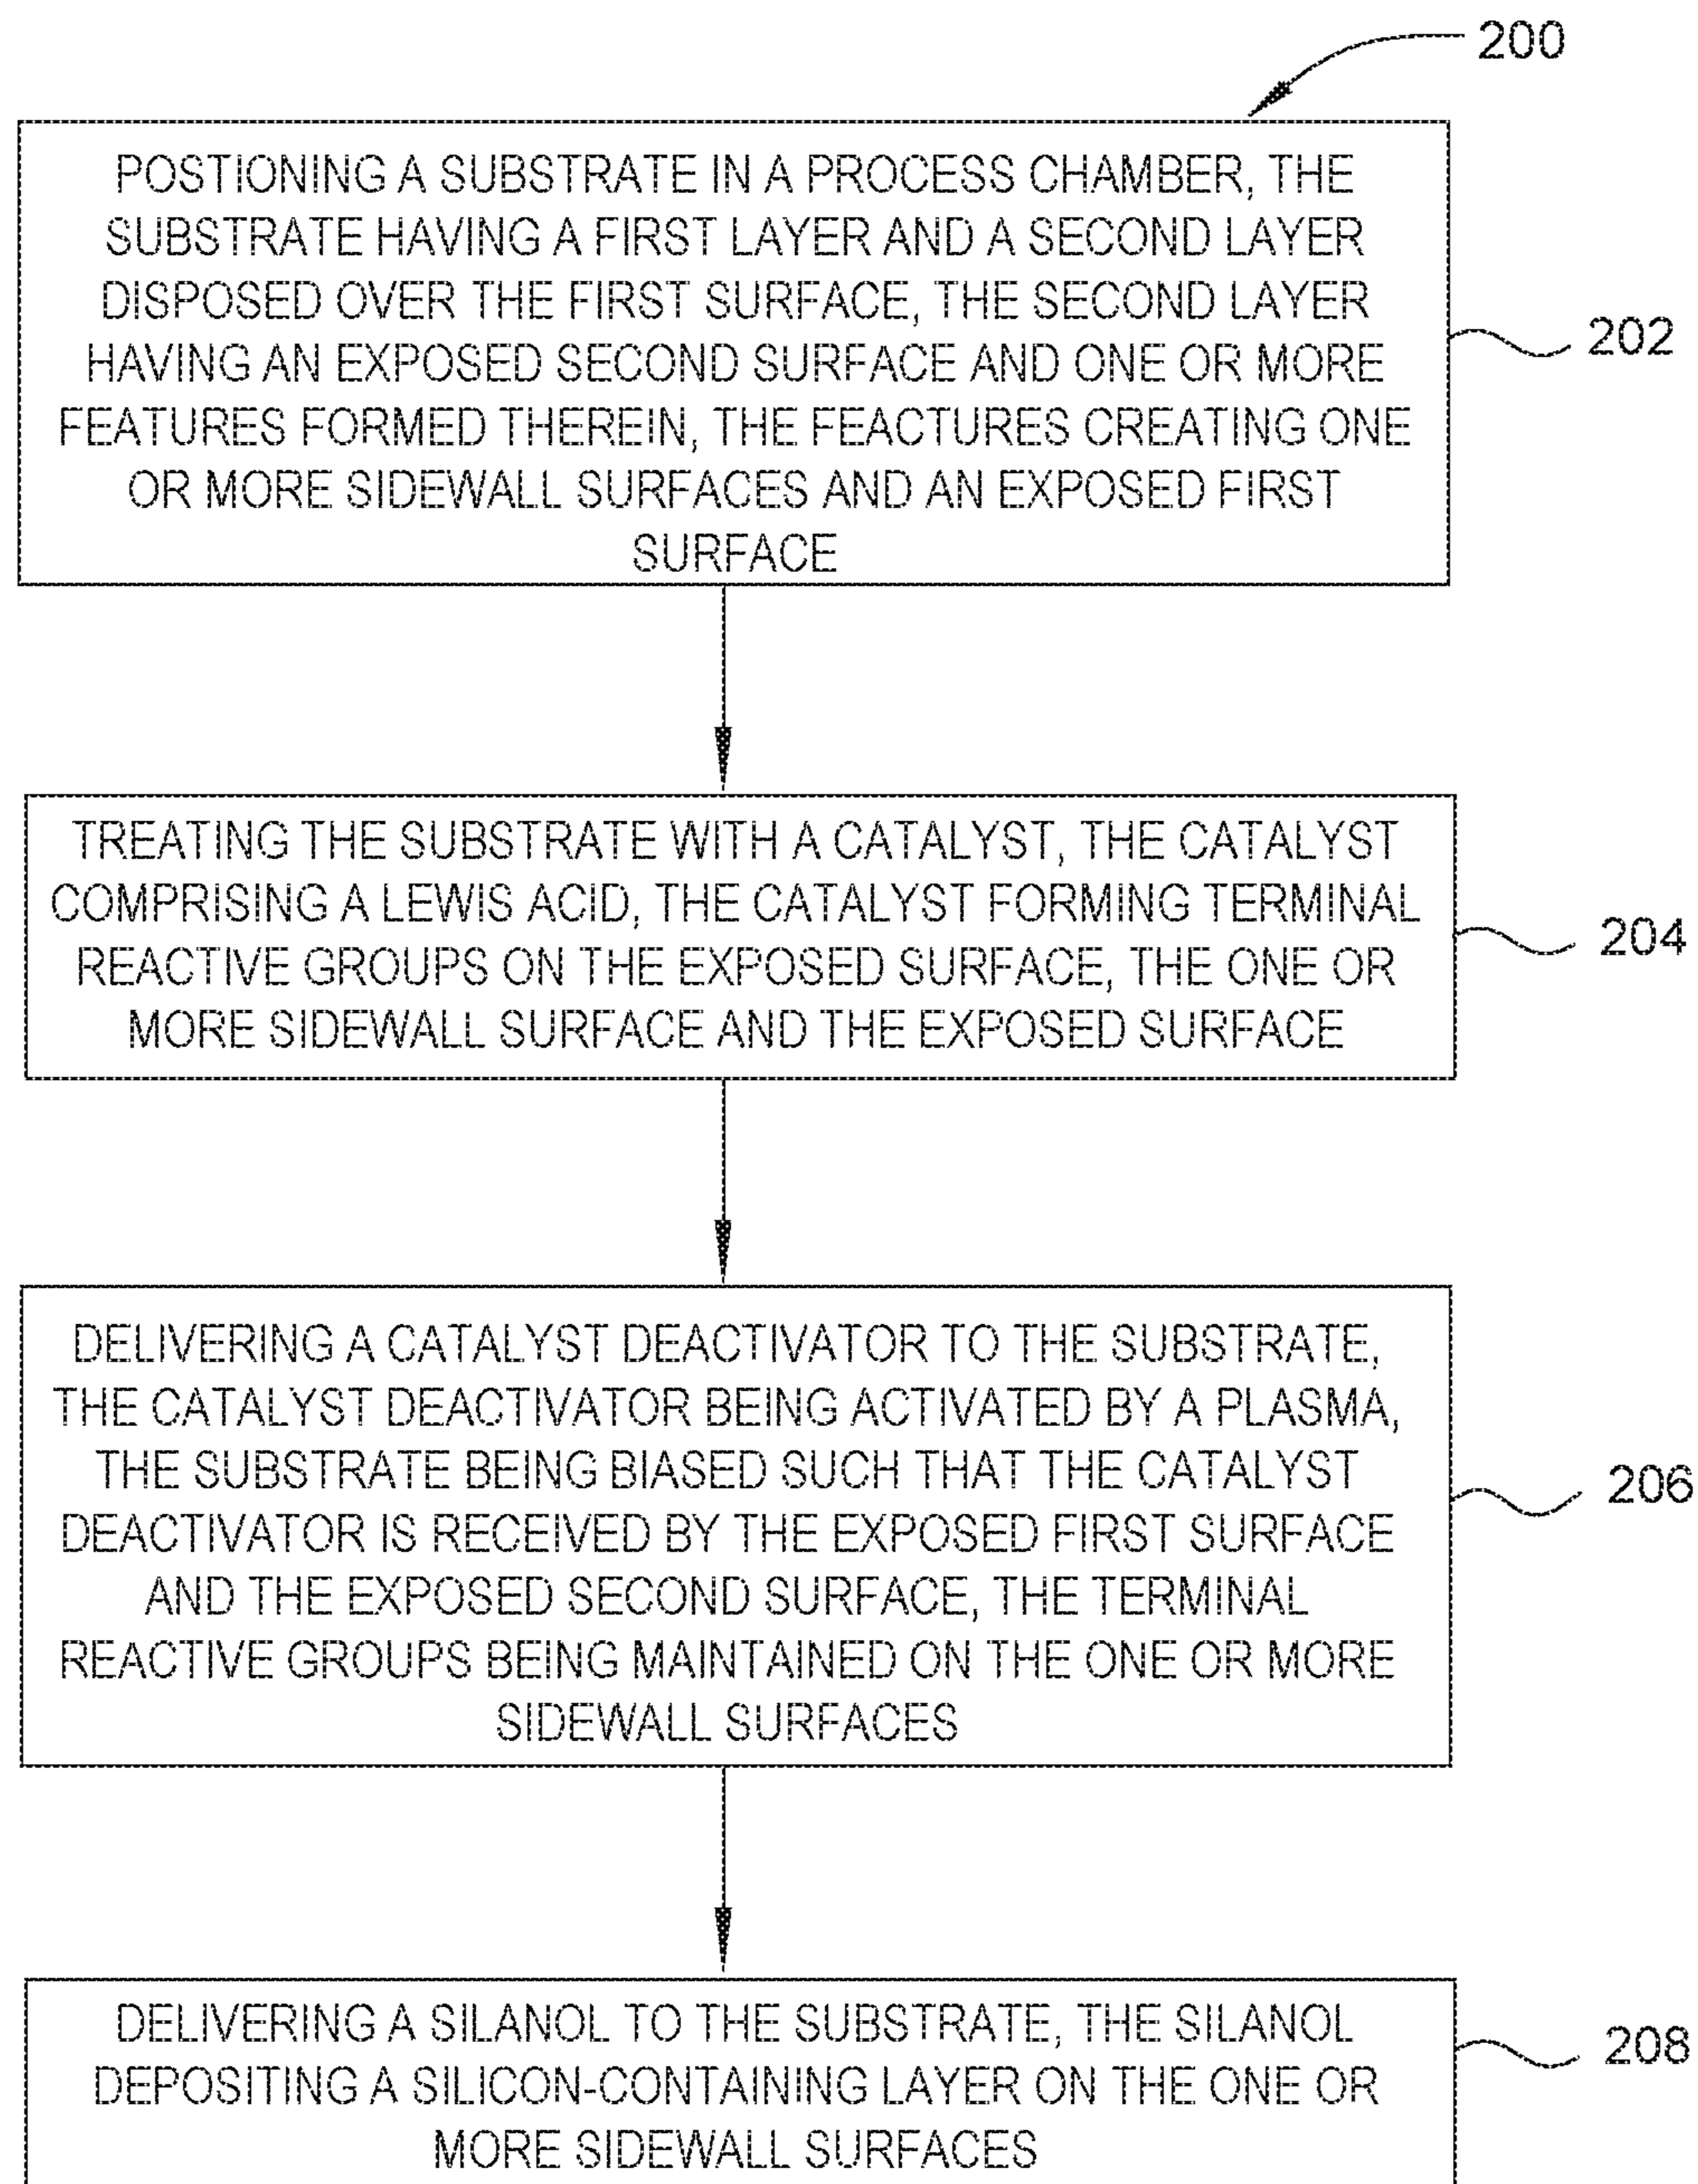 200
POSTIONING A SUBSTRATE IN A PROCESS CHAMBER, THE
SUBSTRATE HAVING A FIRST LAYER AND A SECOND LAYER
DISPOSED OVER THE FIRST SURFACE, THE SECOND LAYER
HAVING AN EXPOSED SECOND SURFACE AND ONE OR MORE
FEATURES FORMED THEREIN, THE FEACTURES CREATING ONE
OR MORE SIDEWALL SURFACES AND AN EXPOSED FIRST
SURFACE
202
TREATING THE SUBSTRATE WITH A CATALYST, THE CATALYST
COMPRISING A LEWIS ACID, THE CATALYST FORMING TERMINAL
REACTIVE GROUPS ON THE EXPOSED SURFACE, THE ONE OR
MORE SIDEWALL SURFACE AND THE EXPOSED SURFACE
204
DELIVERING A CATALYST DEACTIVATOR TO THE SUBSTRATE,
THE CATALYST DEACTIVATOR BEING ACTIVATED BY A PLASMA,
THE SUBSTRATE BEING BIASED SUCH THAT THE CATALYST
DEACTIVATOR IS RECEIVED BY THE EXPOSED FIRST SURFACE
AND THE EXPOSED SECOND SURFACE, THE TERMINAL
REACTIVE GROUPS BEING MAINTAINED ON THE ONE OR MORE
SIDEWALL SURFACES
206
DELIVERING A SILANOL TO THE SUBSTRATE, THE SILANOL
DEPOSITING A SILICON-CONTAINING LAYER ON THE ONE OR
MORE SIDEWALL SURFACES
208